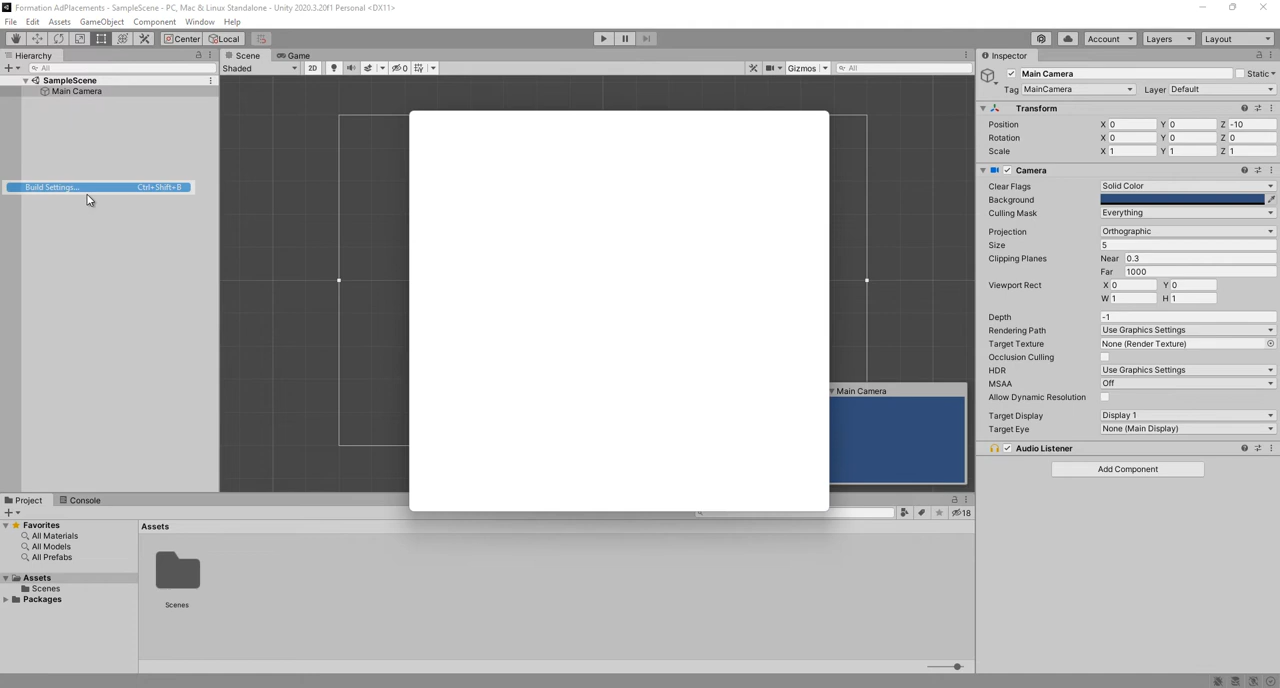 Formation AdPlacements - SampleScene - PC, Mac & Linux Standalone - Unity 2020.3.20f1 Personal <DX11>
File Edit Assets GameObject Component Window Help
Center Local Account Layers Layout
Hierarchy
All
SampleScene
Main Camera
Build Settings... Ctrl+Shift+B
Scene Game
Shaded 2D 0 Gizmos All
Main Camera
Inspector
Main Camera Static
Tag MainCamera Layer Default
Transform
Position X 0 Y 0 Z -10
Rotation X 0 Y 0 Z 0
Scale X 1 Y 1 Z 1
Camera
Clear Flags Solid Color
Background
Culling Mask Everything
Projection Orthographic
Size 5
Clipping Planes Near 0.3
Far 1000
Viewport Rect X 0 Y 0
W 1 H 1
Depth -1
Rendering Path Use Graphics Settings
Target Texture None (Render Texture)
Occlusion Culling
HDR Use Graphics Settings
MSAA Off
Allow Dynamic Resolution
Target Display Display 1
Target Eye None (Main Display)
Audio Listener
Add Component
Project Console
18
Favorites
All Materials
All Models
All Prefabs
Assets
Scenes
Packages
Assets
Scenes